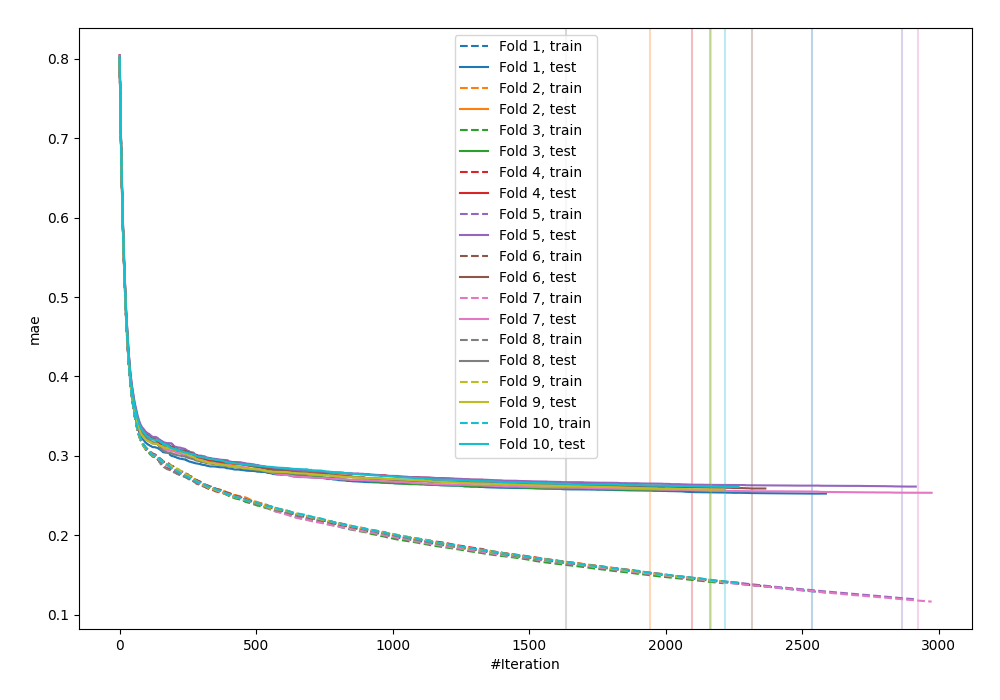 0.8
0.7
0.6
0.5
0.4
0.3
0.2
0.1
mae
0
500
1000
1500
2000
2500
3000
#Iteration
Fold 1, train
Fold 1, test
Fold 2, train
Fold 2, test
Fold 3, train
Fold 3, test
Fold 4, train
Fold 4, test
Fold 5, train
Fold 5, test
Fold 6, train
Fold 6, test
Fold 7, train
Fold 7, test
Fold 8, train
Fold 8, test
Fold 9, train
Fold 9, test
Fold 10, train
Fold 10, test